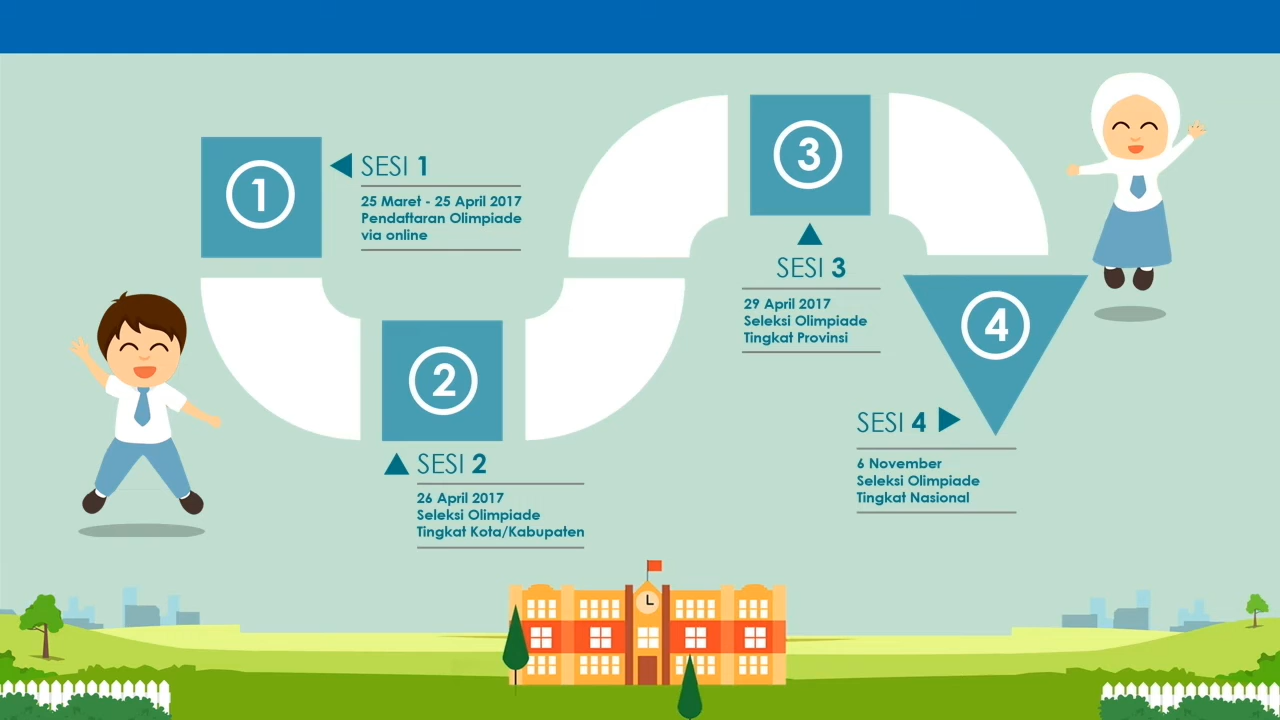 1
SESI 1
25 Maret - 25 April 2017
Pendaftaran Olimpiade
via online
2
SESI 2
26 April 2017
Seleksi Olimpiade
Tingkat Kota/Kabupaten
3
SESI 3
29 April 2017
Seleksi Olimpiade
Tingkat Provinsi
4
SESI 4
6 November
Seleksi Olimpiade
Tingkat Nasional